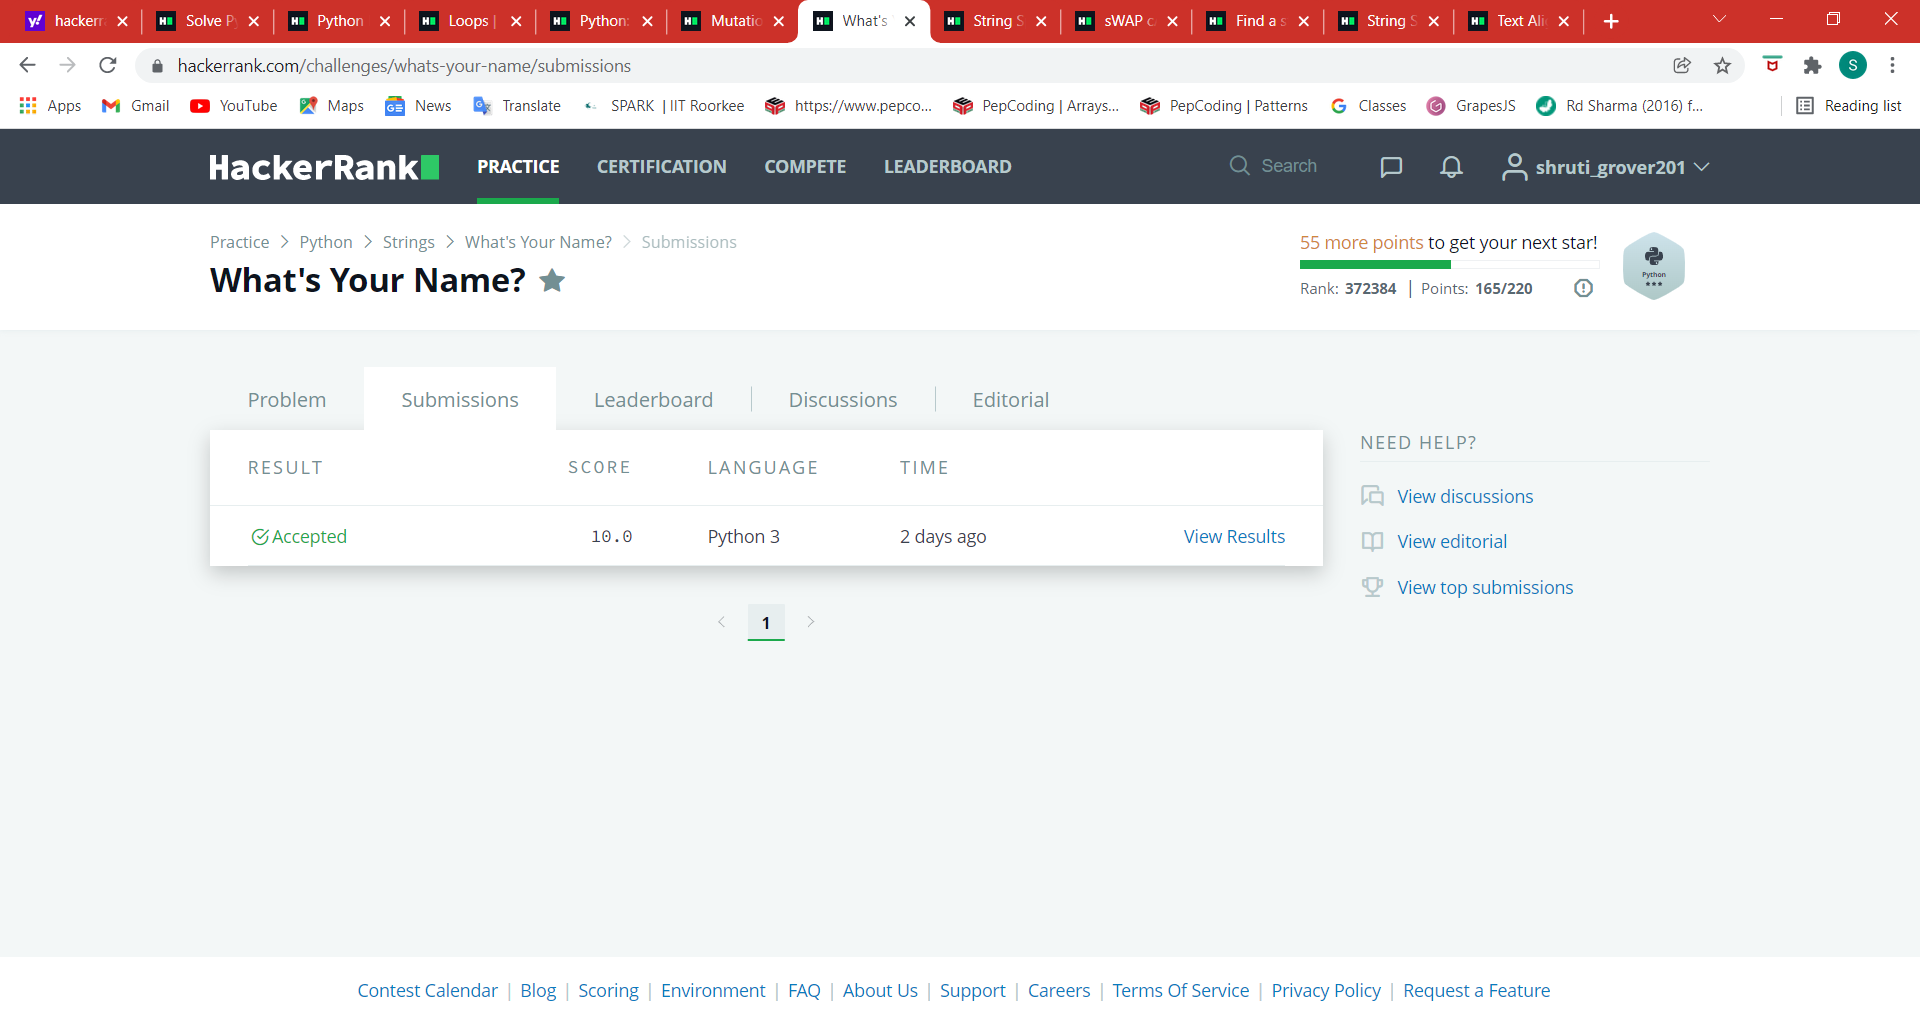 hackerr
Solve P
Python
Loops |
Python:
Mutatio
What's
String S
sWAP c
Find a s
String S
Text Ali
hackerrank.com/challenges/whats-your-name/submissions
S
Apps
Gmail
YouTube
Maps
News
Translate
SPARK | IIT Roorkee
https://www.pepco...
PepCoding | Arrays...
PepCoding | Patterns
Classes
GrapesJS
Rd Sharma (2016) f...
Reading list
HackerRank
PRACTICE
CERTIFICATION
COMPETE
LEADERBOARD
Search
shruti_grover201
Practice > Python > Strings > What's Your Name? > Submissions
What's Your Name?
55 more points to get your next star!
Rank: 372384 | Points: 165/220
Python
Problem
Submissions
Leaderboard
Discussions
Editorial
RESULT SCORE LANGUAGE TIME
Accepted 10.0 Python 3 2 days ago View Results
1
NEED HELP?
View discussions
View editorial
View top submissions
Contest Calendar | Blog | Scoring | Environment | FAQ | About Us | Support | Careers | Terms Of Service | Privacy Policy | Request a Feature